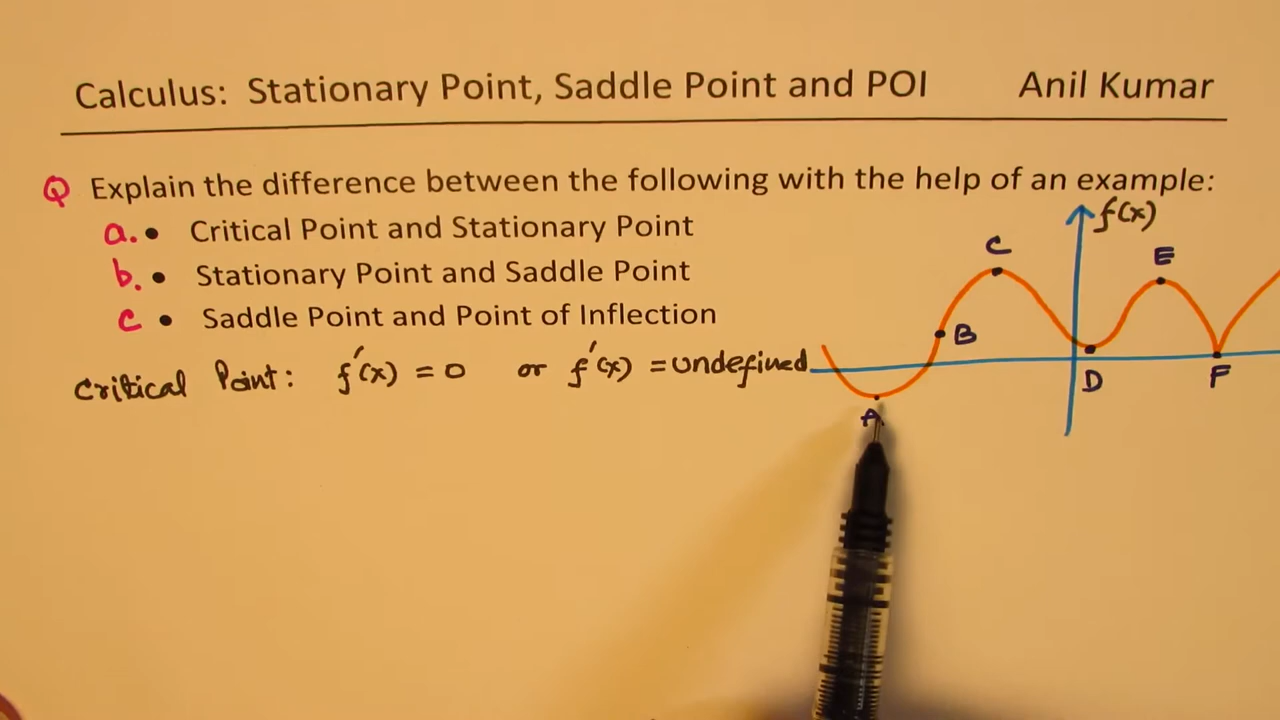 Calculus: Stationary Point, Saddle Point and POI Anil Kumar
Q Explain the difference between the following with the help of an example:
a. • Critical Point and Stationary Point
b. • Stationary Point and Saddle Point
c • Saddle Point and Point of Inflection
Critical Point: f'(x) = 0 or f'(x) = undefined
f(x)
C
E
B
D
F
A